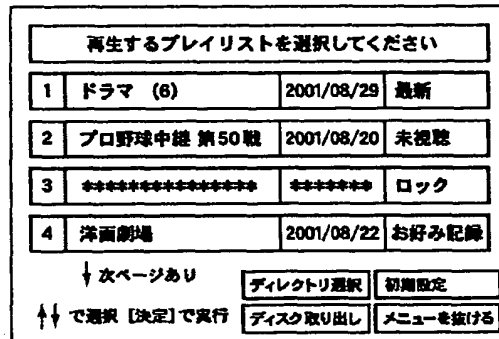 再生するプレイリストを選択してください
1 ドラマ (6) 2001/08/29 最新
2 プロ野球中継 第50戦 2001/08/20 未視聴
3 *************** ******* ロック
4 洋画劇場 2001/08/22 お好み記録
↓ 次ページあり
ディレクトリ選択 初期設定
↑↓ で選択 [決定] で実行 ディスク取り出し メニューを抜ける